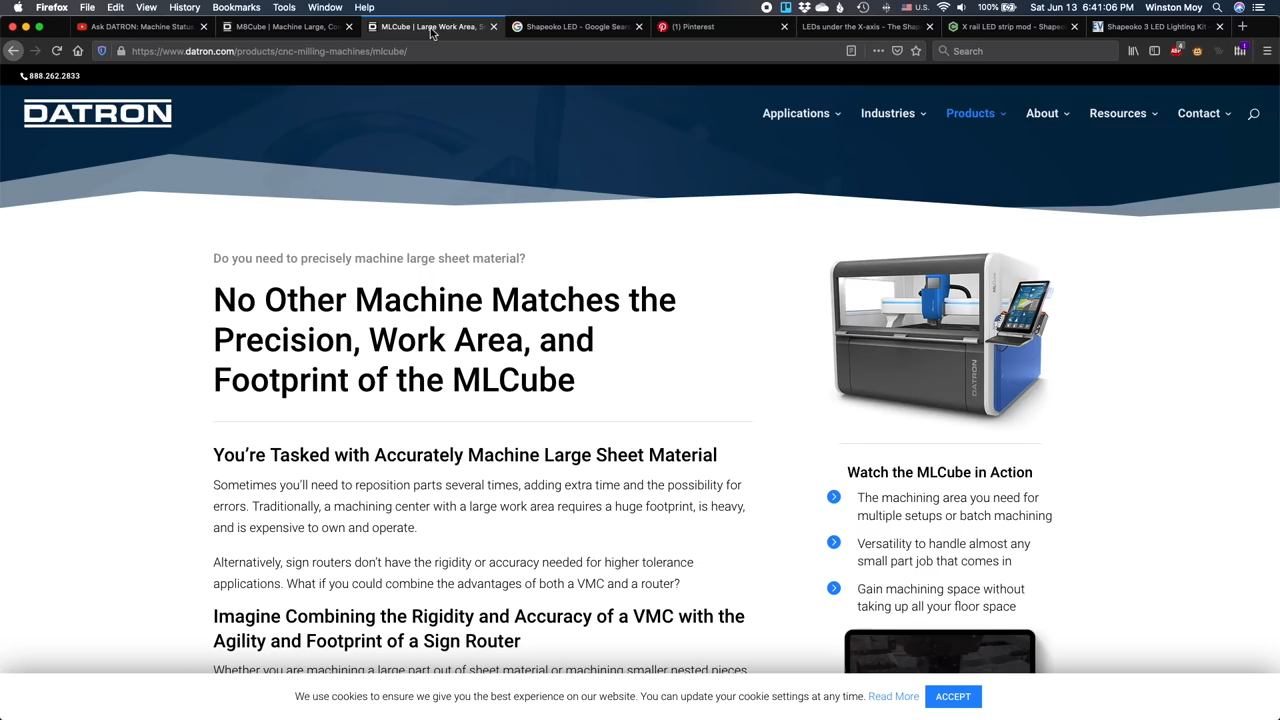 Firefox File Edit View History Bookmarks Tools Window Help
100% Sat Jun 13 6:41:06 PM Winston Moy
Ask DATRON: Machine Status
M8Cube | Machine Large, Co
MLCube | Large Work Area, S
Shapeoko LED - Google Sear
(1) Pinterest
LEDs under the X-axis - The Shap
X rail LED strip mod - Shapeo
Shapeoko 3 LED Lighting Kit -
https://www.datron.com/products/cnc-milling-machines/mlcube/
Search
888.262.2833
DATRON
Applications Industries Products About Resources Contact
Do you need to precisely machine large sheet material?
No Other Machine Matches the
Precision, Work Area, and
Footprint of the MLCube
You're Tasked with Accurately Machine Large Sheet Material
Sometimes you'll need to reposition parts several times, adding extra time and the possibility for
errors. Traditionally, a machining center with a large work area requires a huge footprint, is heavy,
and is expensive to own and operate.
Alternatively, sign routers don't have the rigidity or accuracy needed for higher tolerance
applications. What if you could combine the advantages of both a VMC and a router?
Imagine Combining the Rigidity and Accuracy of a VMC with the
Agility and Footprint of a Sign Router
Whether you are machining a large part out of sheet material or machining smaller nested pieces
DATRON
Watch the MLCube in Action
The machining area you need for
multiple setups or batch machining
Versatility to handle almost any
small part job that comes in
Gain machining space without
taking up all your floor space
We use cookies to ensure we give you the best experience on our website. You can update your cookie settings at any time. Read More ACCEPT